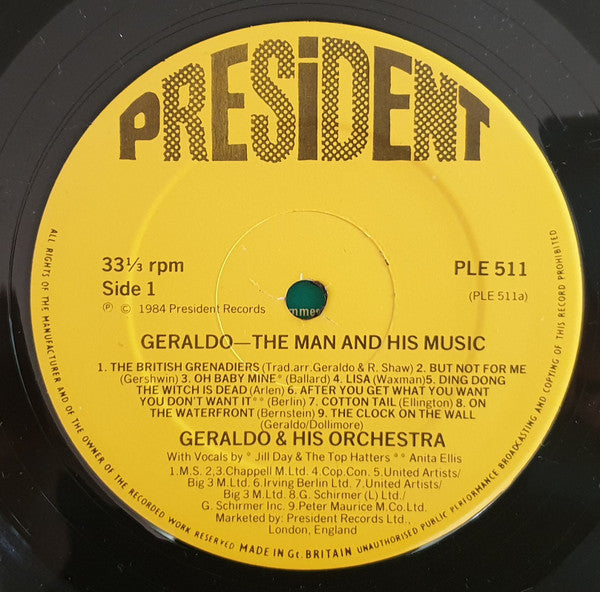 PRESiDENT
33⅓ rpm
Side 1
℗ © 1984 President Records
PLE 511
(PLE 511a)
GERALDO—THE MAN AND HIS MUSIC
1. THE BRITISH GRENADIERS (Trad.arr.Geraldo & R. Shaw) 2. BUT NOT FOR ME
(Gershwin) 3. OH BABY MINE* (Ballard) 4. LISA (Waxman) 5. DING DONG
THE WITCH IS DEAD (Arlen) 6. AFTER YOU GET WHAT YOU WANT
YOU DON'T WANT IT** (Berlin) 7. COTTON TAIL (Ellington) 8. ON
THE WATERFRONT (Bernstein) 9. THE CLOCK ON THE WALL
(Geraldo/Dollimore)
GERALDO & HIS ORCHESTRA
With Vocals by * Jill Day & The Top Hatters ** Anita Ellis
1.M.S. 2,3.Chappell M.Ltd. 4.Cop.Con. 5.United Artists/
Big 3 M.Ltd. 6.Irving Berlin Ltd. 7.United Artists/
Big 3 M.Ltd. 8.G. Schirmer (L) Ltd./
G. Schirmer Inc. 9.Peter Maurice M.Co.Ltd.
Marketed by: President Records Ltd.,
London, England
ALL RIGHTS OF THE MANUFACTURER AND OF THE OWNER OF THE RECORDED WORK RESERVED MADE IN Gt. BRITAIN UNAUTHORISED PUBLIC PERFORMANCE BROADCASTING AND COPYING OF THIS RECORD PROHIBITED